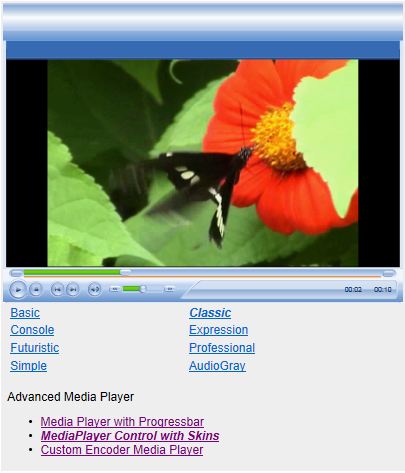 00:02 00:10
Basic Classic
Console Expression
Futuristic Professional
Simple AudioGray
Advanced Media Player
• Media Player with Progressbar
• MediaPlayer Control with Skins
• Custom Encoder Media Player